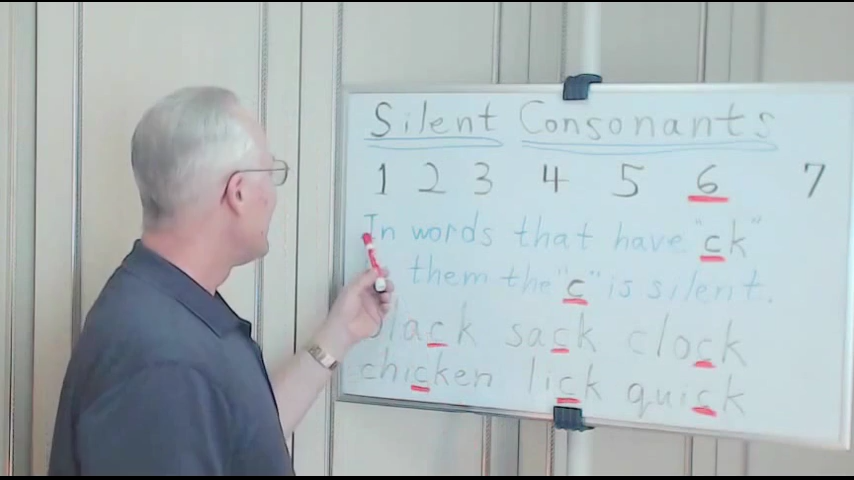 Silent Consonants
1 2 3 4 5 6 7
In words that have "ck"
them the "c" is silent.
black sack clock
chicken lick quick